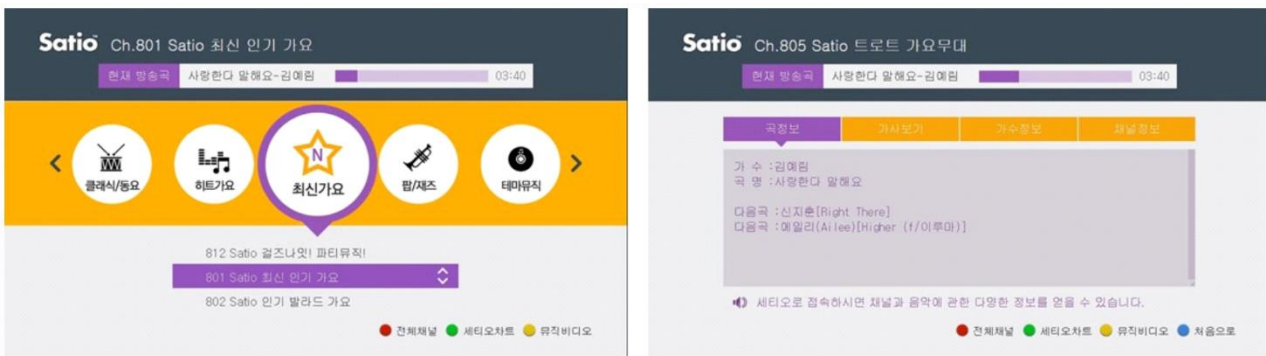 Satio Ch.801 Satio 최신 인기 가요
현재 방송곡 사랑한다 말해요-김예림 03:40
클래식/동요 히트가요 N 최신가요 팝/재즈 테마뮤직
812 Satio 걸즈나잇! 파티뮤직!
801 Satio 최신 인기 가요
802 Satio 인기 발라드 가요
전체채널 세티오차트 뮤직비디오
Satio Ch.805 Satio 트로트 가요무대
현재 방송곡 사랑한다 말해요-김예림 03:40
곡정보 가사보기 가수정보 채널정보
가 수 :김예림
곡 명 :사랑한다 말해요
다음곡 :신지훈[Right There]
다음곡 :에일리(Ailee)[Higher (f/이루마)]
세티오로 접속하시면 채널과 음악에 관한 다양한 정보를 얻을 수 있습니다.
전체채널 세티오차트 뮤직비디오 처음으로